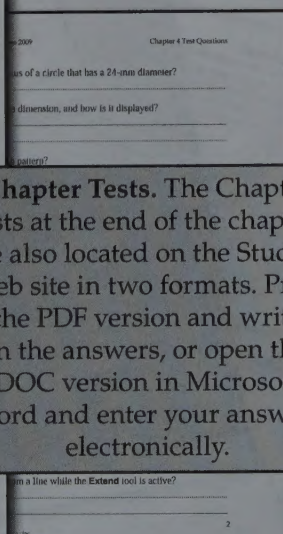 2009 Chapter 4 Test Questions
of a circle that has a 24-mm diameter?
dimension, and how is it displayed?
pattern?
hapter Tests. The Chapt
sts at the end of the chap
also located on the Stud
eb site in two formats. P
he PDF version and wri
n the answers, or open th
DOC version in Microso
ord and enter your answ
electronically.
m a line while the Extend tool is active?
2